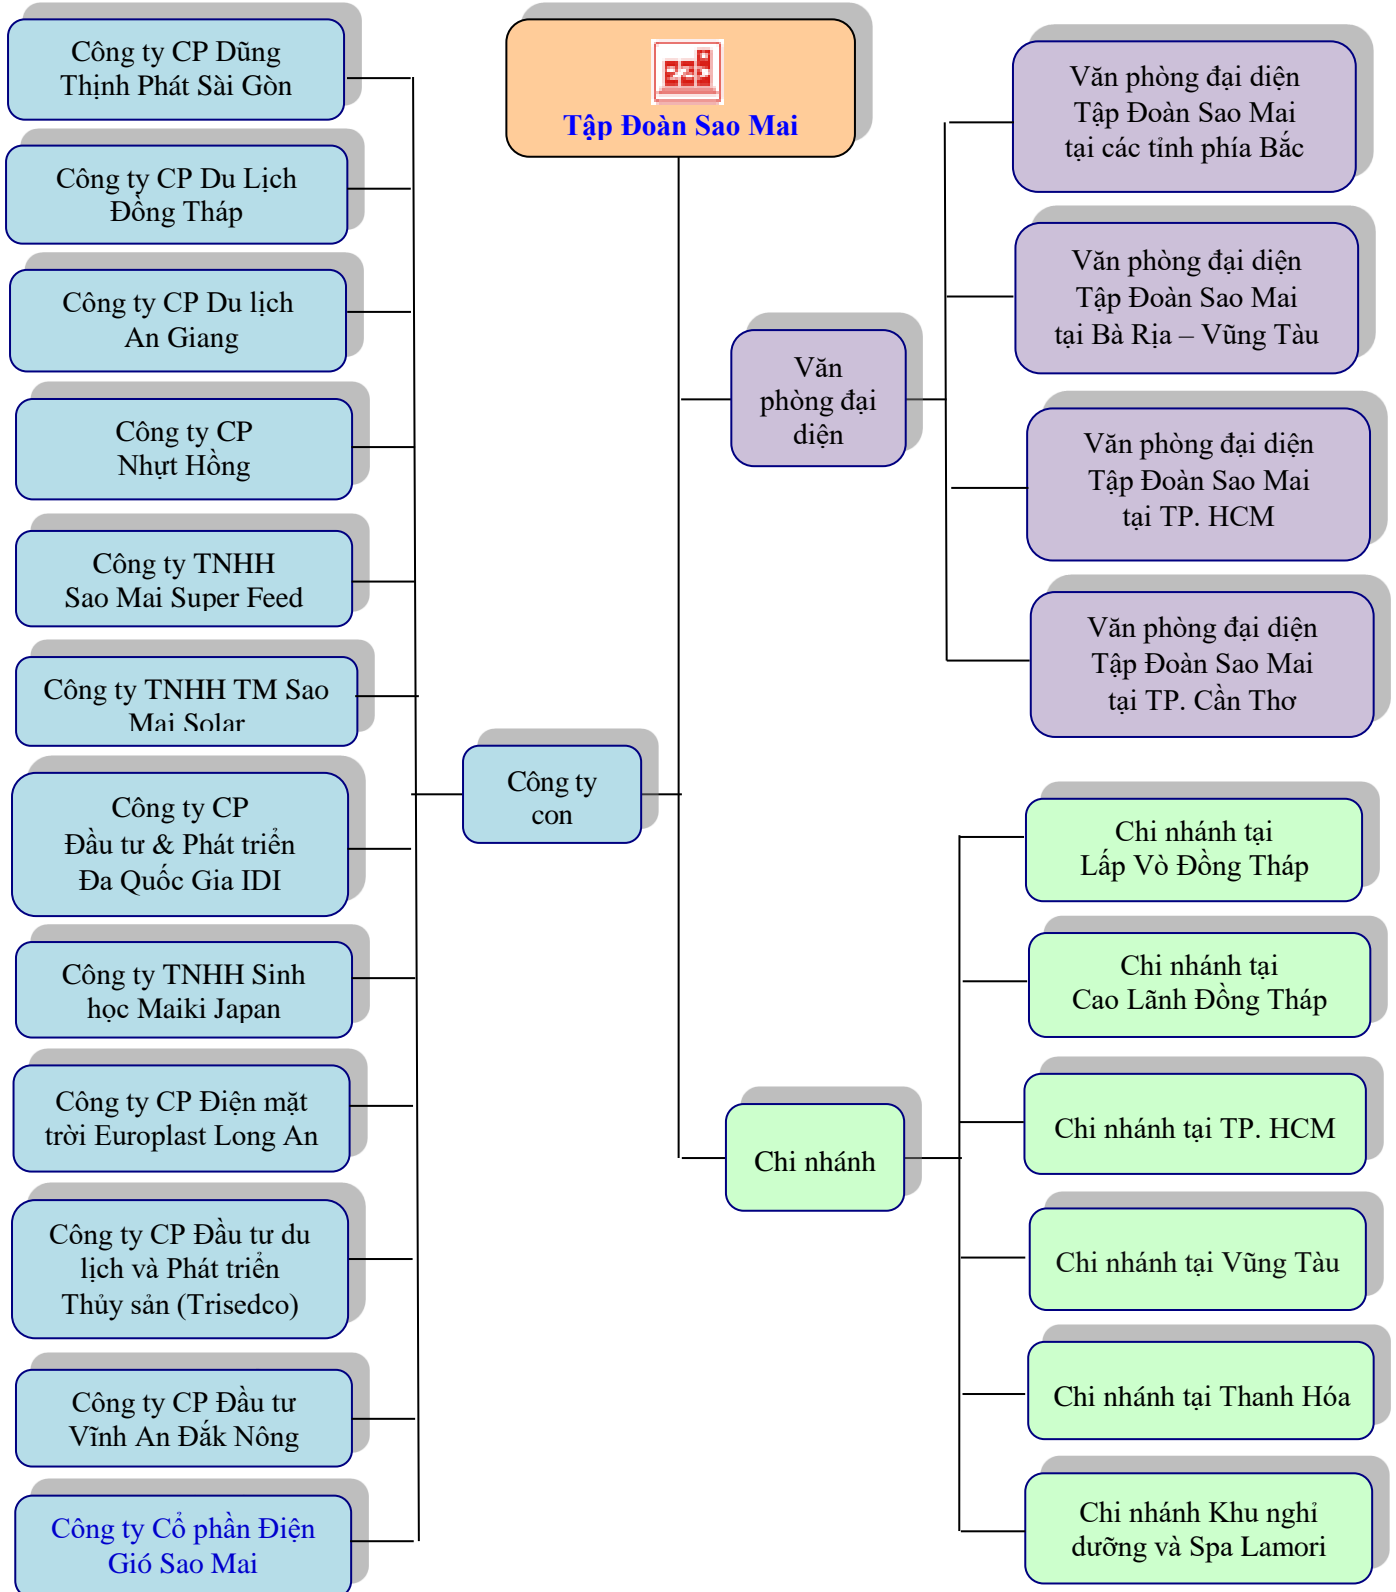 Tập Đoàn Sao Mai
Công ty CP Dũng
Thịnh Phát Sài Gòn
Công ty CP Du Lịch
Đồng Tháp
Công ty CP Du lịch
An Giang
Công ty CP
Nhựt Hồng
Công ty TNHH
Sao Mai Super Feed
Công ty TNHH TM Sao
Mai Solar
Công ty CP
Đầu tư & Phát triển
Đa Quốc Gia IDI
Công ty TNHH Sinh
học Maiki Japan
Công ty CP Điện mặt
trời Europlast Long An
Công ty CP Đầu tư du
lịch và Phát triển
Thủy sản (Trisedco)
Công ty CP Đầu tư
Vĩnh An Đắk Nông
Công ty Cổ phần Điện
Gió Sao Mai
Công ty
con
Văn
phòng đại
diện
Văn phòng đại diện
Tập Đoàn Sao Mai
tại các tỉnh phía Bắc
Văn phòng đại diện
Tập Đoàn Sao Mai
tại Bà Rịa – Vũng Tàu
Văn phòng đại diện
Tập Đoàn Sao Mai
tại TP. HCM
Văn phòng đại diện
Tập Đoàn Sao Mai
tại TP. Cần Thơ
Chi nhánh
Chi nhánh tại
Lấp Vò Đồng Tháp
Chi nhánh tại
Cao Lãnh Đồng Tháp
Chi nhánh tại TP. HCM
Chi nhánh tại Vũng Tàu
Chi nhánh tại Thanh Hóa
Chi nhánh Khu nghỉ
dưỡng và Spa Lamori